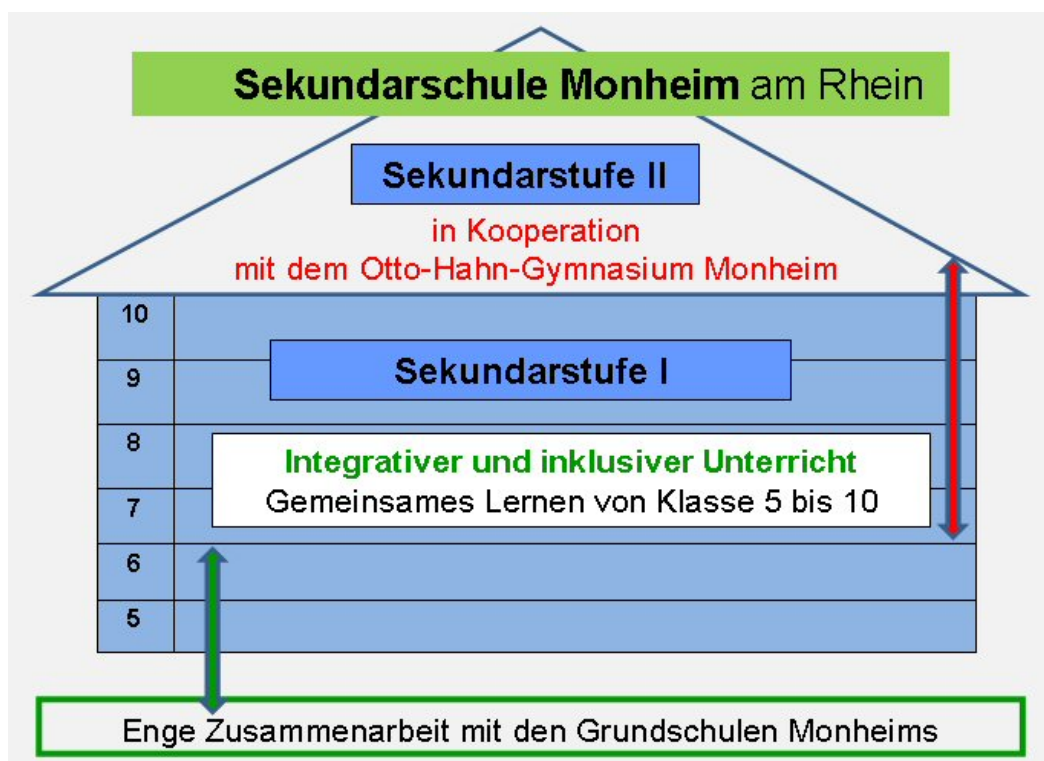 Sekundarschule Monheim am Rhein
Sekundarstufe II
in Kooperation
mit dem Otto-Hahn-Gymnasium Monheim
10
9
Sekundarstufe I
8
Integrativer und inklusiver Unterricht
Gemeinsames Lernen von Klasse 5 bis 10
7
6
5
Enge Zusammenarbeit mit den Grundschulen Monheims